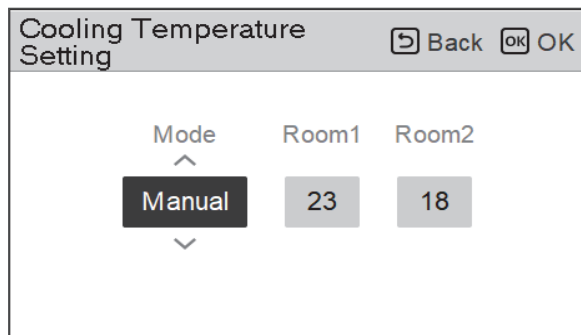 Cooling Temperature
Setting
Back OK OK
Mode Room1 Room2
Manual 23 18